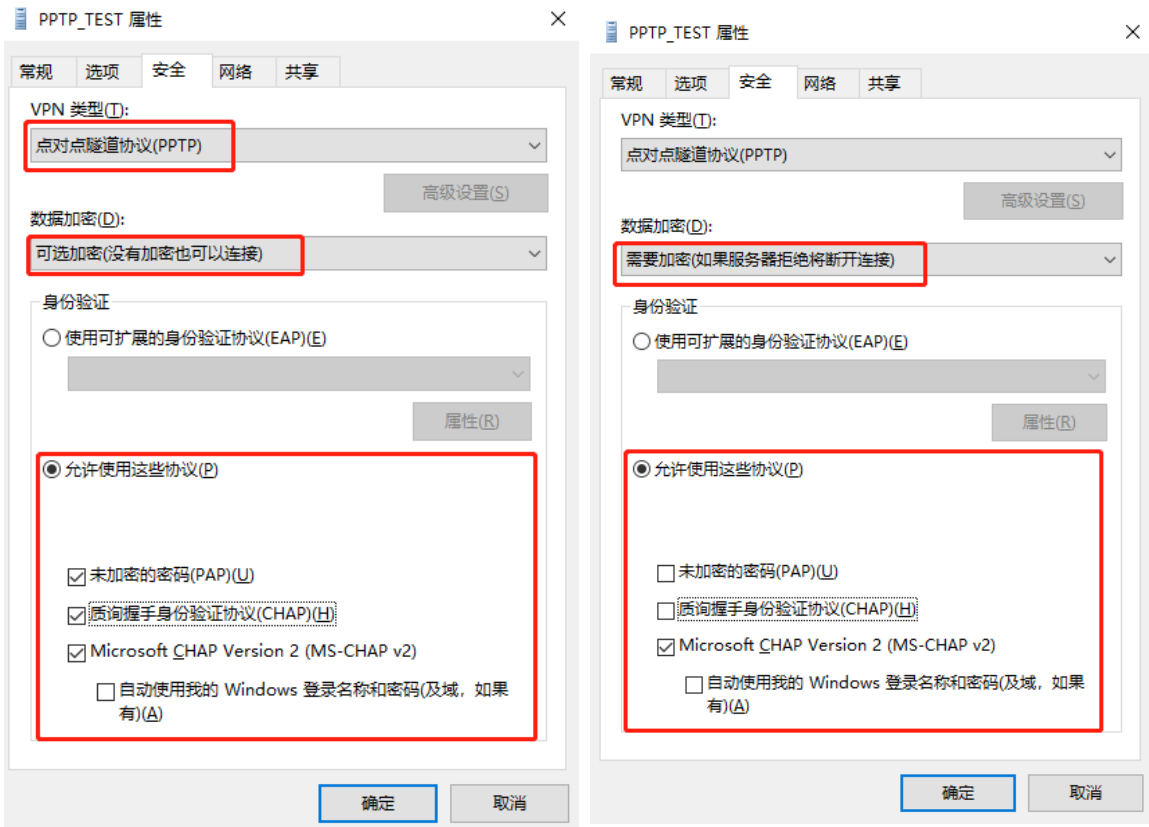 PPTP_TEST 属性
常规 选项 安全 网络 共享
VPN 类型(T):
点对点隧道协议(PPTP)
高级设置(S)
数据加密(D):
可选加密(没有加密也可以连接)
身份验证
使用可扩展的身份验证协议(EAP)(E)
属性(R)
允许使用这些协议(P)
未加密的密码(PAP)(U)
质询握手身份验证协议(CHAP)(H)
Microsoft CHAP Version 2 (MS-CHAP v2)
自动使用我的 Windows 登录名称和密码(及域，如果
有)(A)
确定 取消
PPTP_TEST 属性
常规 选项 安全 网络 共享
VPN 类型(T):
点对点隧道协议(PPTP)
高级设置(S)
数据加密(D):
需要加密(如果服务器拒绝将断开连接)
身份验证
使用可扩展的身份验证协议(EAP)(E)
属性(R)
允许使用这些协议(P)
未加密的密码(PAP)(U)
质询握手身份验证协议(CHAP)(H)
Microsoft CHAP Version 2 (MS-CHAP v2)
自动使用我的 Windows 登录名称和密码(及域，如果
有)(A)
确定 取消